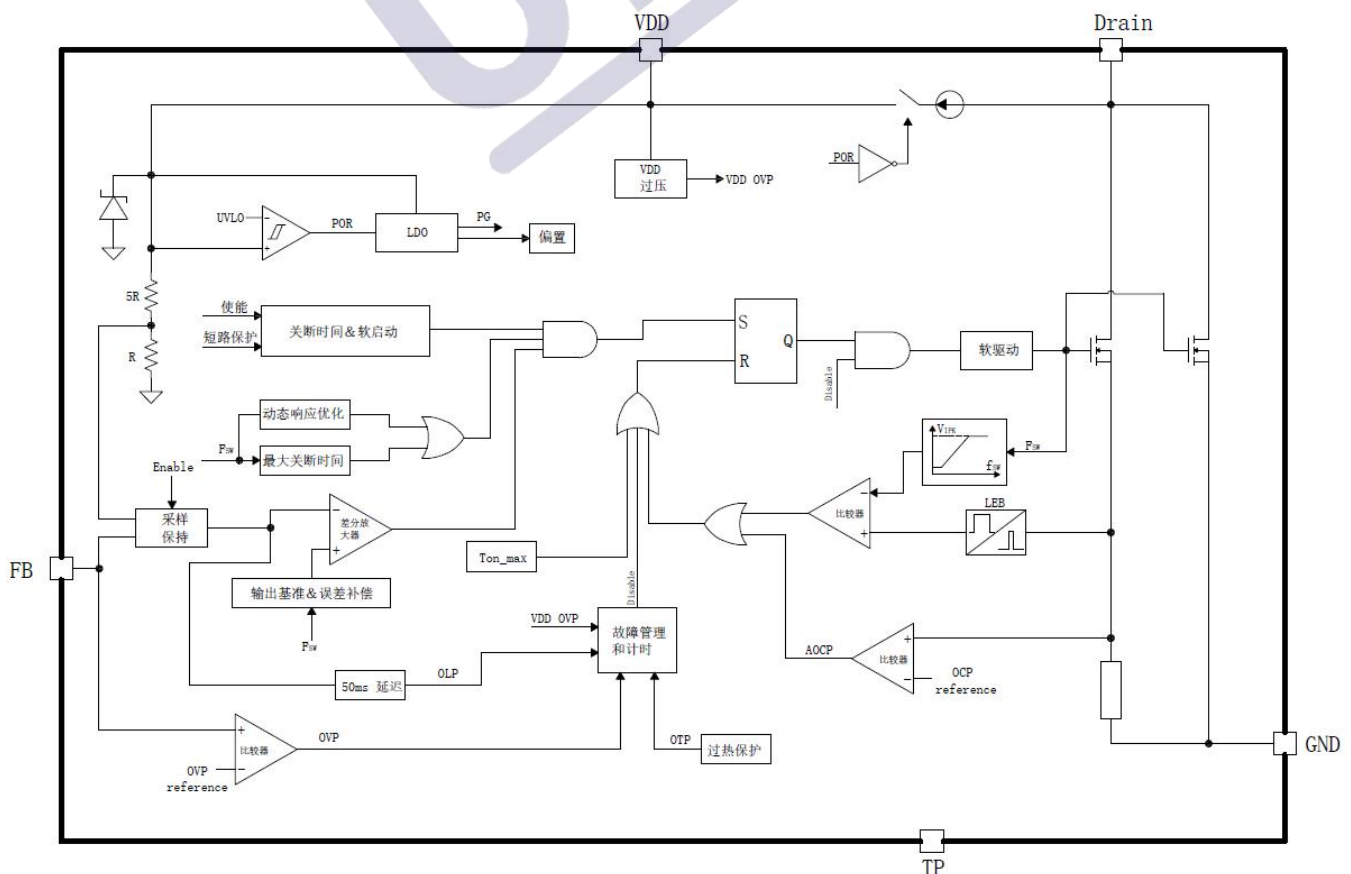 VDD
Drain
POR
VDD
过压
VDD OVP
UVLO
POR
LDO
PG
偏置
5R
R
使能
短路保护
关断时间&软启动
S
R
Q
Disable
软驱动
动态响应优化
FSW
最大关断时间
VIPK
fSW
FSW
Enable
采样
保持
差分放
大器
比较器
LEB
FB
Ton_max
输出基准&误差补偿
FSW
Disable
VDD OVP
故障管理
和计时
AOCP
比较器
OCP
reference
50ms 延迟
OLP
OVP
比较器
OVP
reference
OTP
过热保护
GND
TP